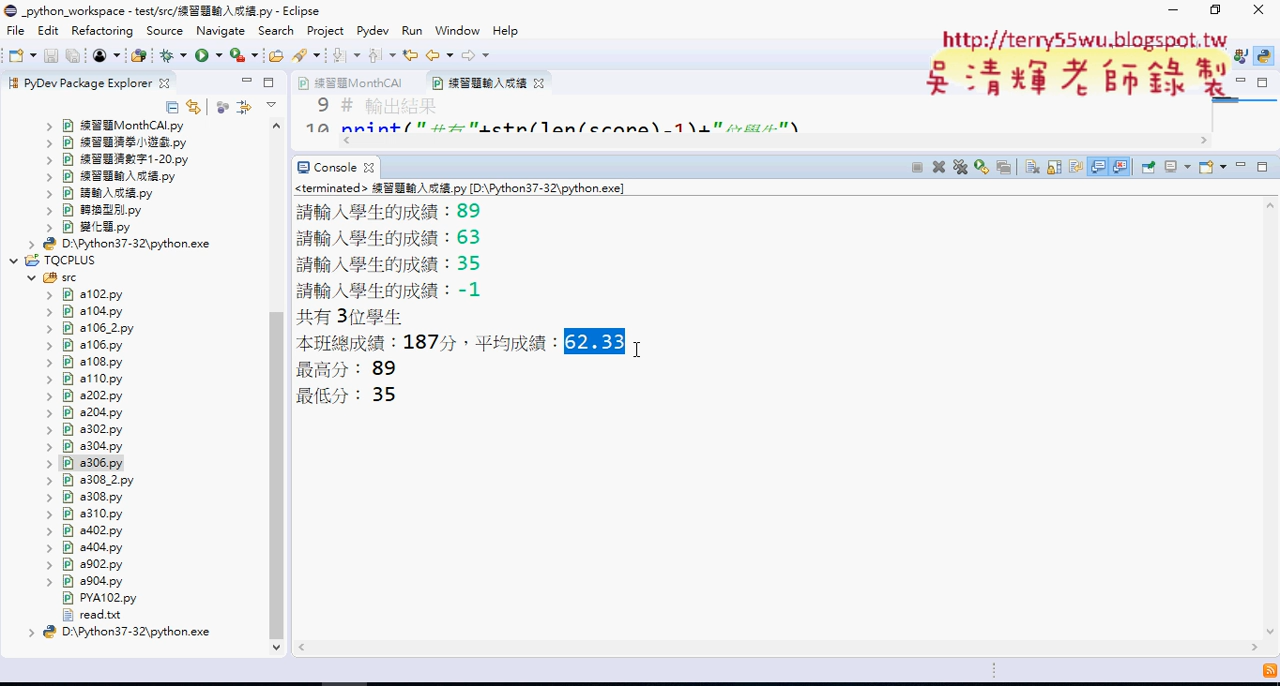 _python_workspace - test/src/練習題輸入成績.py - Eclipse
File Edit Refactoring Source Navigate Search Project Pydev Run Window Help
http://terry55wu.blogspot.tw
吳清輝老師錄製
PyDev Package Explorer
練習題MonthCAI
練習題輸入成績
9 # 輸出結果
10 print("共有"+str(len(score)-1)+"位學生")
練習題MonthCAI.py
練習題猜拳小遊戲.py
練習題猜數字1-20.py
練習題輸入成績.py
請輸入成績.py
轉換型別.py
變化題.py
D:\Python37-32\python.exe
TQCPLUS
src
a102.py
a104.py
a106_2.py
a106.py
a108.py
a110.py
a202.py
a204.py
a302.py
a304.py
a306.py
a308_2.py
a308.py
a310.py
a402.py
a404.py
a902.py
a904.py
PYA102.py
read.txt
D:\Python37-32\python.exe
Console
<terminated> 練習題輸入成績.py [D:\Python37-32\python.exe]
請輸入學生的成績：89
請輸入學生的成績：63
請輸入學生的成績：35
請輸入學生的成績：-1
共有 3位學生
本班總成績：187分，平均成績：62.33
最高分： 89
最低分： 35